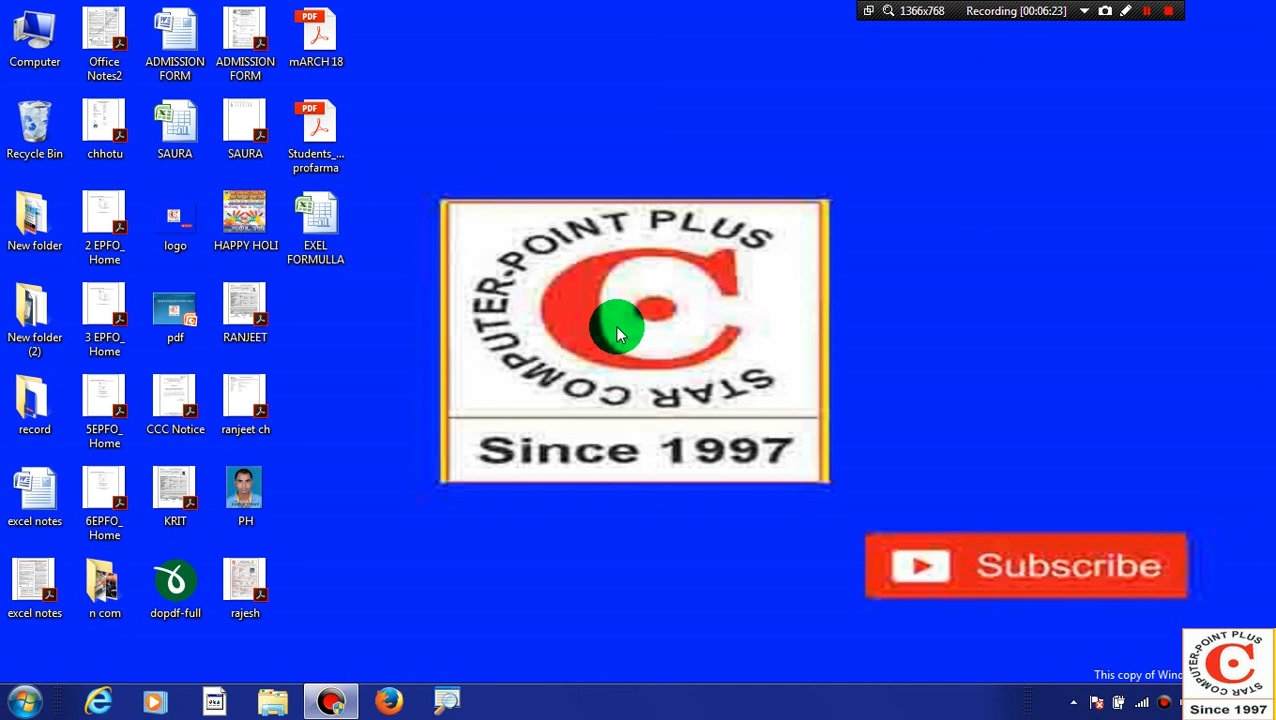 1366x768
Recording [00:06:23]
Computer
Office
Notes2
ADMISSION
FORM
ADMISSION
FORM
PDF
mARCH 18
Recycle Bin
chhotu
SAURA
SAURA
PDF
Students_...
profarma
New folder
2 EPFO_
Home
logo
HAPPY HOLI
EXEL
FORMULLA
New folder
(2)
3 EPFO_
Home
pdf
RANJEET
record
5EPFO_
Home
CCC Notice
ranjeet ch
excel notes
6EPFO_
Home
KRIT
PH
excel notes
n com
dopdf-full
rajesh
STAR COMPUTER-POINT PLUS
Since 1997
Subscribe
This copy of Wind
STAR COMPUTER-POINT PLUS
Since 1997